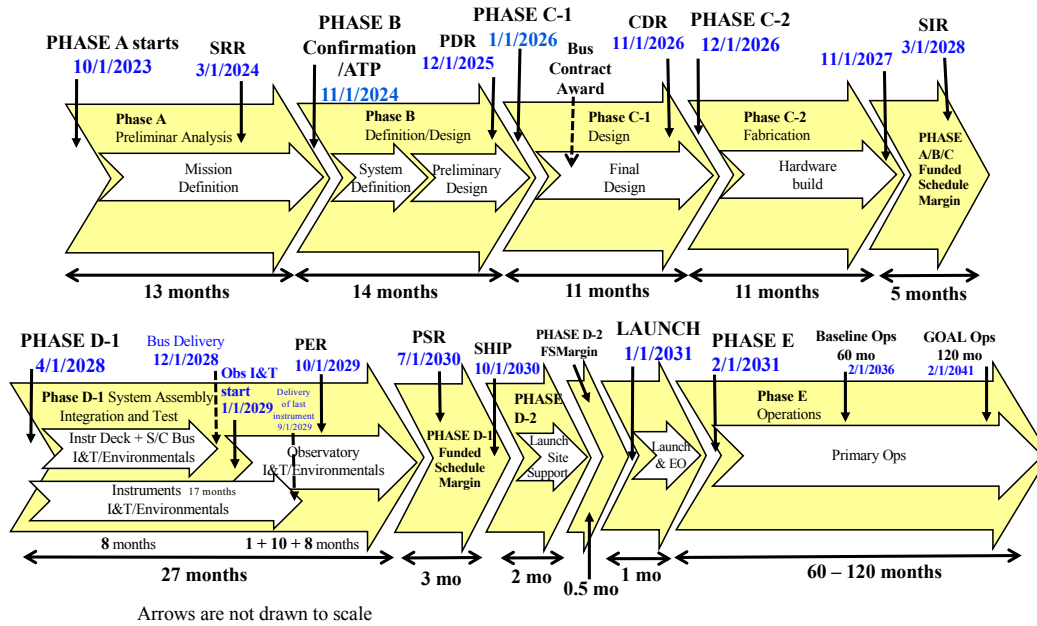 PHASE A starts
10/1/2023
SRR
3/1/2024
PHASE B
Confirmation
/ATP
11/1/2024
PDR
12/1/2025
PHASE C-1
1/1/2026
Bus
Contract
Award
CDR
11/1/2026
PHASE C-2
12/1/2026
11/1/2027
SIR
3/1/2028
Phase A
Preliminar Analysis
Mission
Definition
Phase B
Definition/Design
System
Definition
Preliminary
Design
Phase C-1
Design
Final
Design
Phase C-2
Fabrication
Hardware
build
PHASE
A/B/C
Funded
Schedule
Margin
13 months
14 months
11 months
11 months
5 months
PHASE D-1
4/1/2028
Bus Delivery
12/1/2028
Obs I&T
start
1/1/2029
Delivery
of last
instrument
9/1/2029
PER
10/1/2029
PSR
7/1/2030
SHIP
10/1/2030
PHASE D-2
FSMargin
LAUNCH
1/1/2031
PHASE E
2/1/2031
Baseline Ops
60 mo
2/1/2036
GOAL Ops
120 mo
2/1/2041
Phase D-1 System Assembly
Integration and Test
Instr Deck + S/C Bus
I&T/Environmentals
Instruments 17 months
I&T/Environmentals
Observatory
I&T/Environmentals
8 months
1 + 10 + 8 months
PHASE D-1
Funded
Schedule
Margin
PHASE
D-2
Launch
Site
Support
Launch
& EO
Phase E
Operations
Primary Ops
27 months
3 mo
2 mo
0.5 mo
1 mo
60 – 120 months
Arrows are not drawn to scale